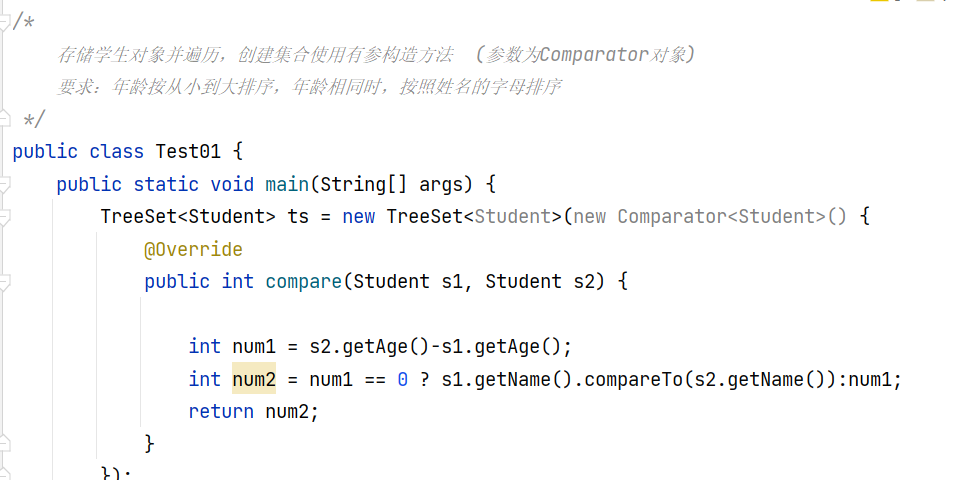 /*
存储学生对象并遍历，创建集合使用有参构造方法 (参数为Comparator对象)
要求：年龄按从小到大排序，年龄相同时，按照姓名的字母排序
*/
public class Test01 {
public static void main(String[] args) {
TreeSet<Student> ts = new TreeSet<Student>(new Comparator<Student>() {
@Override
public int compare(Student s1, Student s2) {
int num1 = s2.getAge()-s1.getAge();
int num2 = num1 == 0 ? s1.getName().compareTo(s2.getName()):num1;
return num2;
}
});